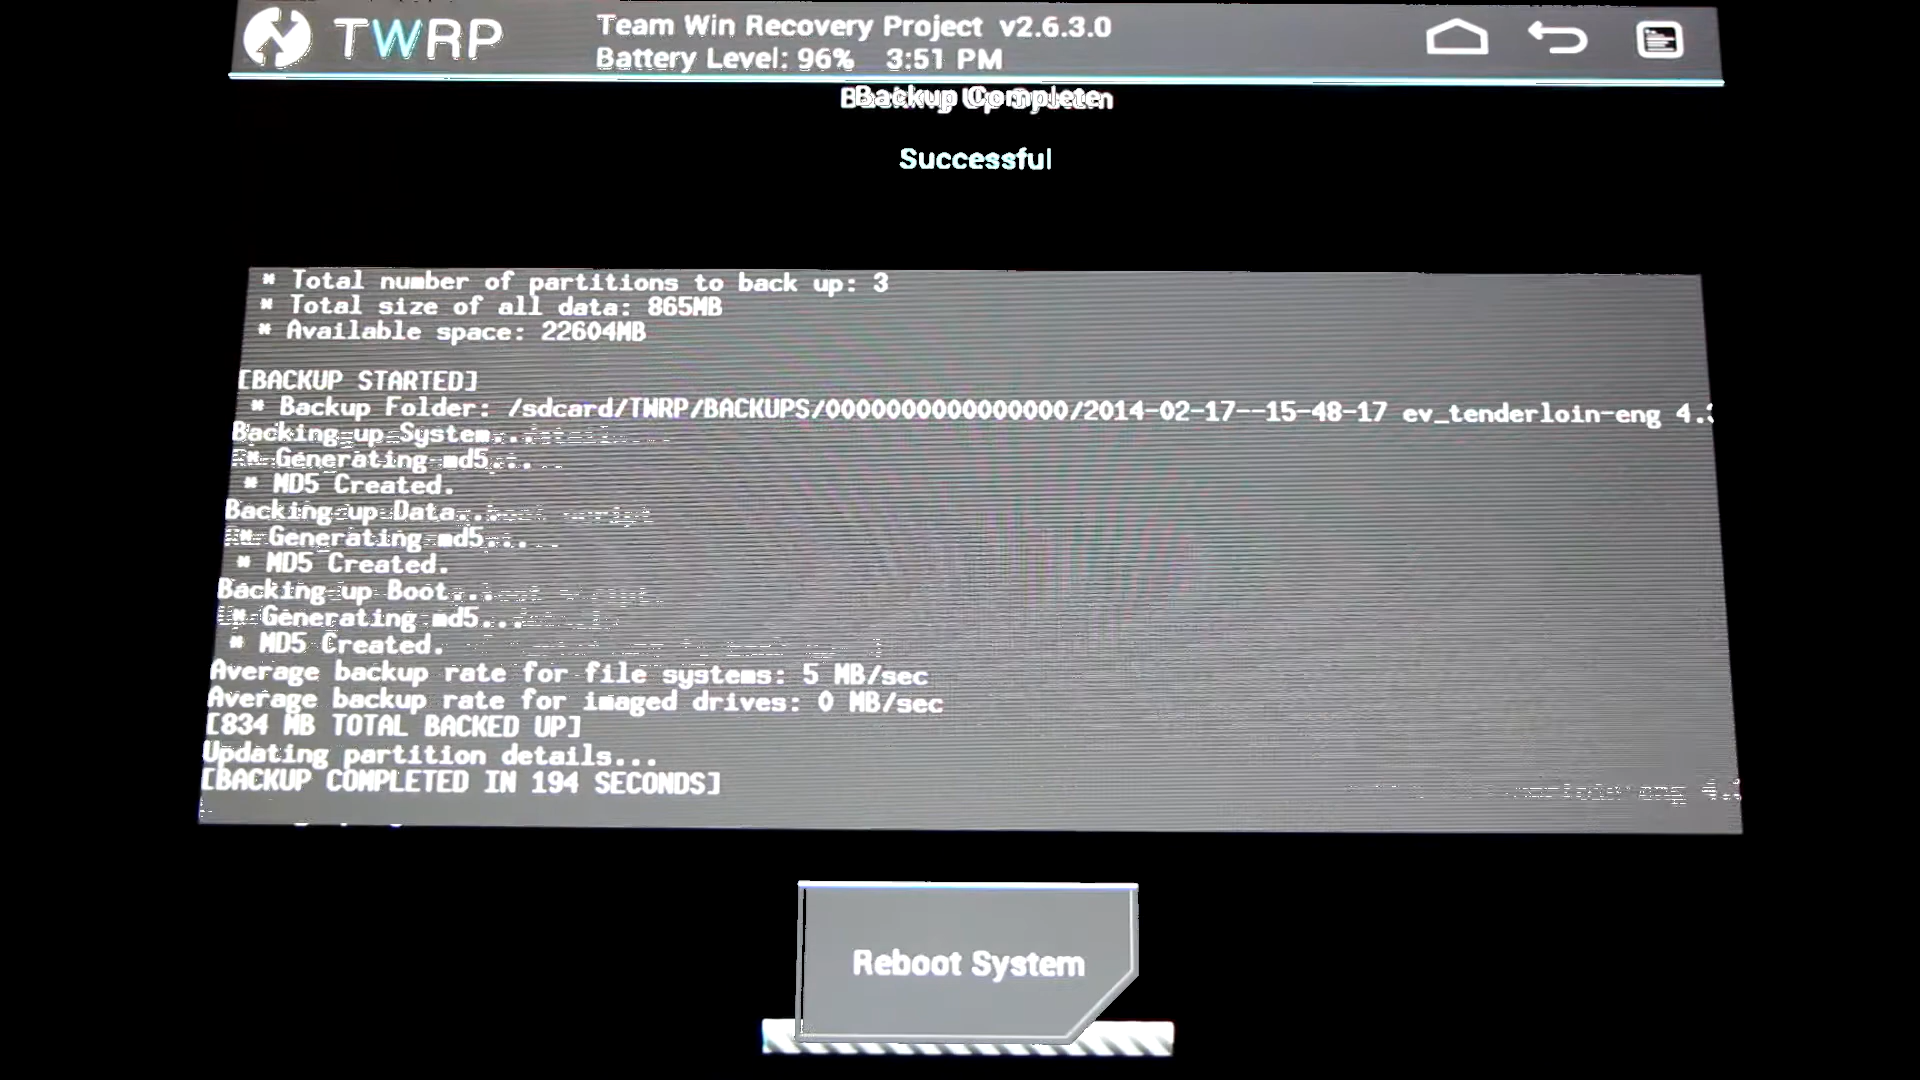 TWRP
Team Win Recovery Project v2.6.3.0
Battery Level: 96% 3:51 PM
Backup Complete
Successful
* Total number of partitions to back up: 3
* Total size of all data: 865MB
* Available space: 22604MB
[BACKUP STARTED]
* Backup Folder: /sdcard/TWRP/BACKUPS/0000000000000000/2014-02-17--15-48-17 ev_tenderloin-eng 4.
Backing up System...
* Generating md5...
* MD5 Created.
Backing up Data...
* Generating md5...
* MD5 Created.
Backing up Boot...
* Generating md5...
* MD5 Created.
Average backup rate for file systems: 5 MB/sec
Average backup rate for imaged drives: 0 MB/sec
[834 MB TOTAL BACKED UP]
Updating partition details...
[BACKUP COMPLETED IN 194 SECONDS]
Reboot System